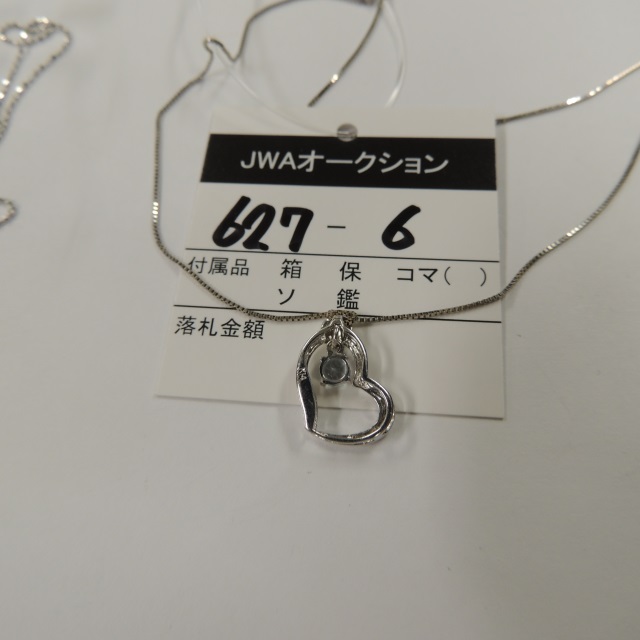 JWAオークション
627-6
付属品 箱 保 コマ( )
ソ 鑑
落札金額